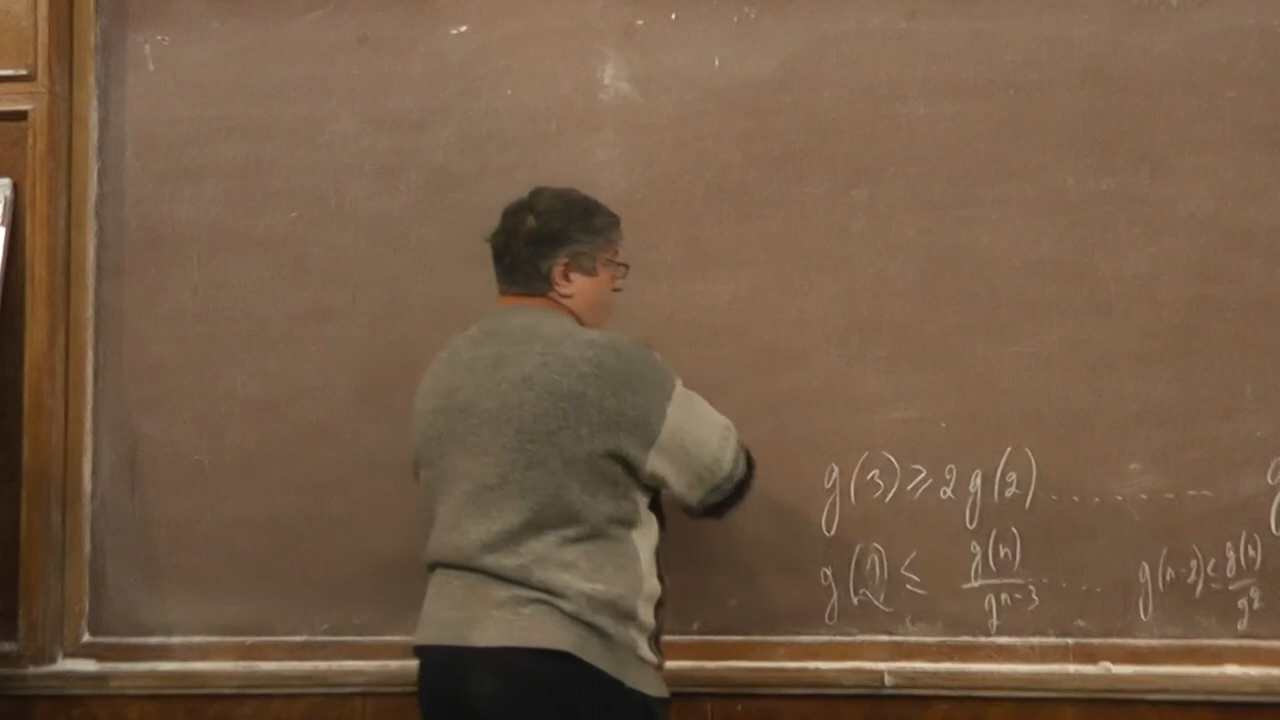 g(3) ≥ 2g(2) ........ g
g(2) ≤ g(n)/g^{n-3} ..... g(n-2) ≤ g(n)/g^2